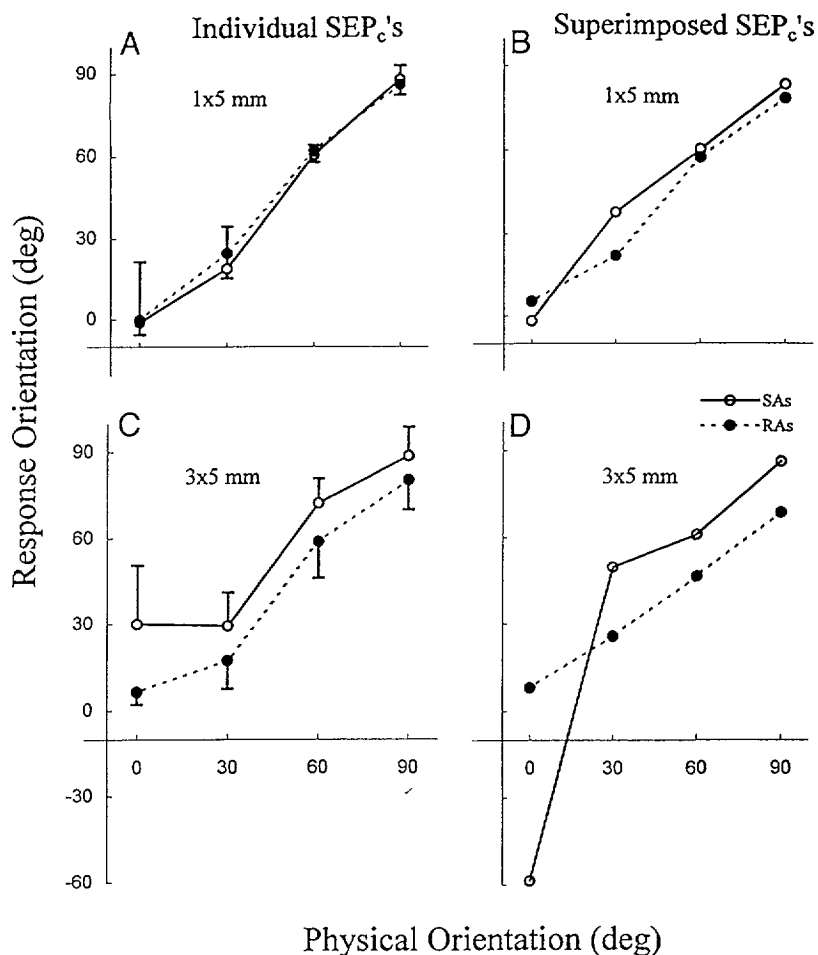 Individual SEPc's
Superimposed SEPc's
A
B
1x5 mm
1x5 mm
90
60
30
0
C
D
SAs
RAs
3x5 mm
3x5 mm
90
60
30
0
-30
-60
0 30 60 90
0 30 60 90
Response Orientation (deg)
Physical Orientation (deg)